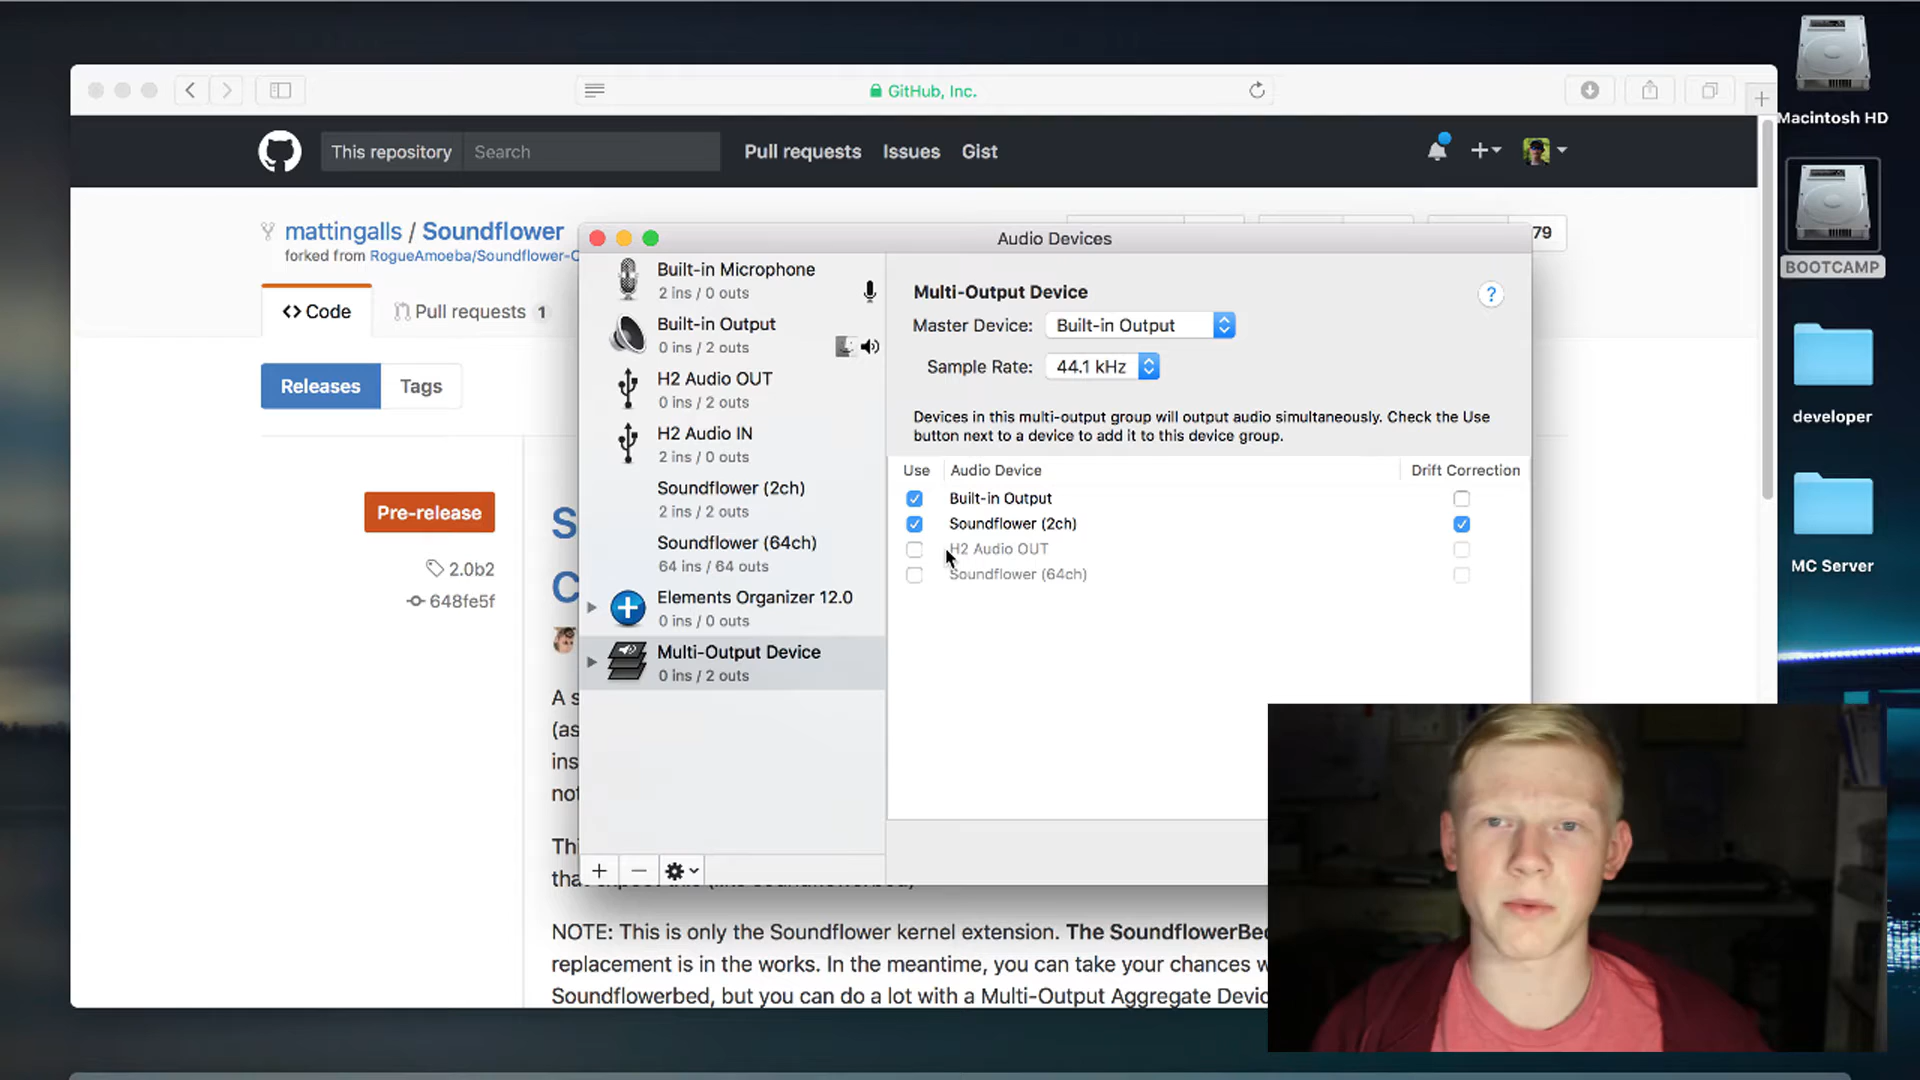 GitHub, Inc.
Macintosh HD
This repository
Search
Pull requests
Issues
Gist
mattingalls / Soundflower
forked from RogueAmoeba/Soundflower-
79
BOOTCAMP
Code
Pull requests 1
Releases
Tags
Pre-release
2.0b2
648fe5f
Audio Devices
Built-in Microphone
2 ins / 0 outs
Built-in Output
0 ins / 2 outs
H2 Audio OUT
0 ins / 2 outs
H2 Audio IN
2 ins / 0 outs
Soundflower (2ch)
2 ins / 2 outs
Soundflower (64ch)
64 ins / 64 outs
Elements Organizer 12.0
0 ins / 0 outs
Multi-Output Device
0 ins / 2 outs
Multi-Output Device
?
Master Device: Built-in Output
Sample Rate: 44.1 kHz
Devices in this multi-output group will output audio simultaneously. Check the Use
button next to a device to add it to this device group.
Use Audio Device Drift Correction
Built-in Output
Soundflower (2ch)
H2 Audio OUT
Soundflower (64ch)
developer
MC Server
S
C
A s
(as
ins
not
Thi
tha
NOTE: This is only the Soundflower kernel extension. The SoundflowerBe
replacement is in the works. In the meantime, you can take your chances w
Soundflowerbed, but you can do a lot with a Multi-Output Aggregate Devic